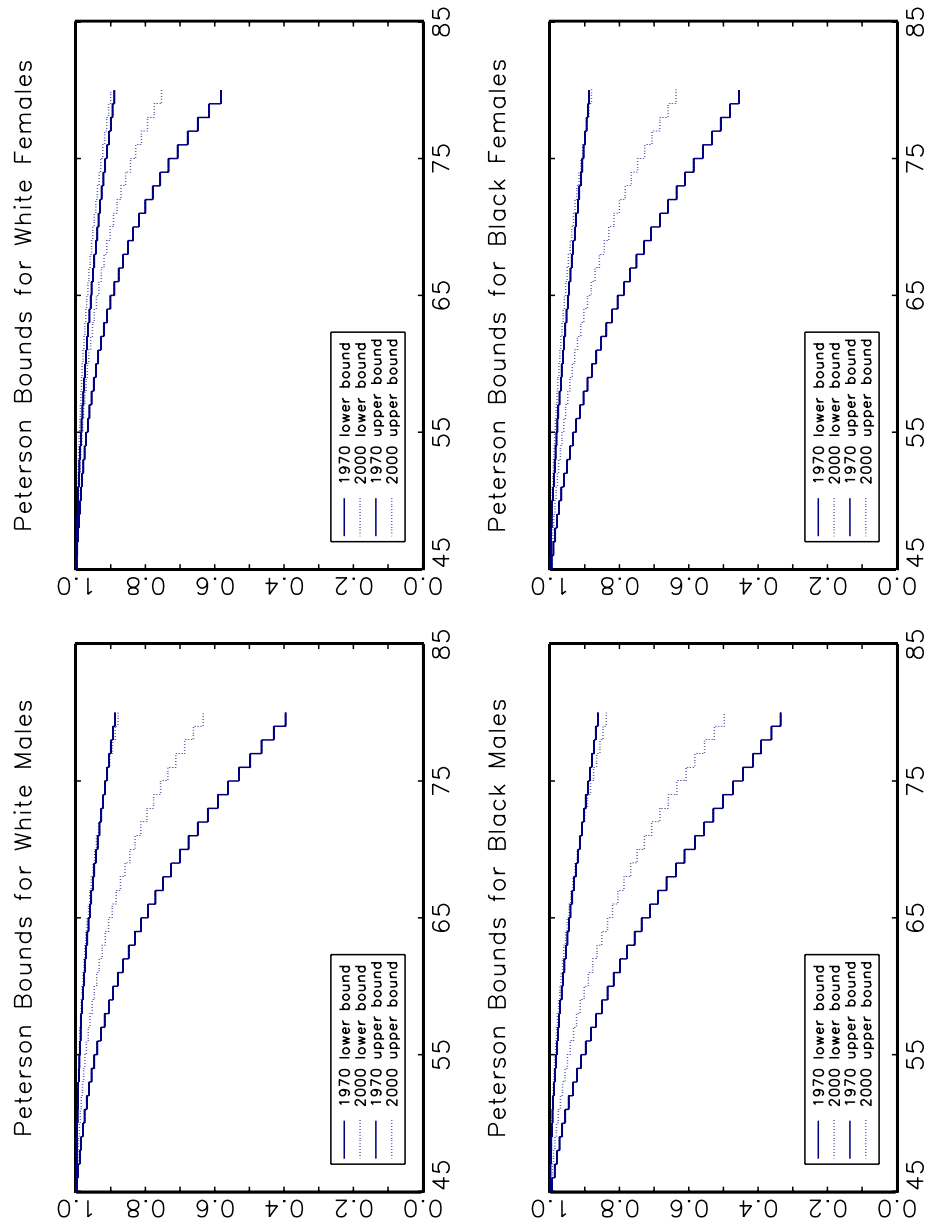 Peterson Bounds for White Males
1.0
0.8
0.6
0.4
0.2
0.0
1970 lower bound
2000 lower bound
1970 upper bound
2000 upper bound
45 55 65 75 85
Peterson Bounds for White Females
1.0
0.8
0.6
0.4
0.2
0.0
1970 lower bound
2000 lower bound
1970 upper bound
2000 upper bound
45 55 65 75 85
Peterson Bounds for Black Males
1.0
0.8
0.6
0.4
0.2
0.0
1970 lower bound
2000 lower bound
1970 upper bound
2000 upper bound
45 55 65 75 85
Peterson Bounds for Black Females
1.0
0.8
0.6
0.4
0.2
0.0
1970 lower bound
2000 lower bound
1970 upper bound
2000 upper bound
45 55 65 75 85